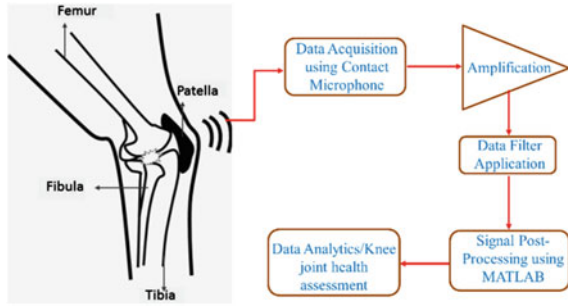 Femur
Patella
Fibula
Tibia
Data Acquisition
using Contact
Microphone
Amplification
Data Filter
Application
Signal Post-
Processing using
MATLAB
Data Analytics/Knee
joint health
assessment